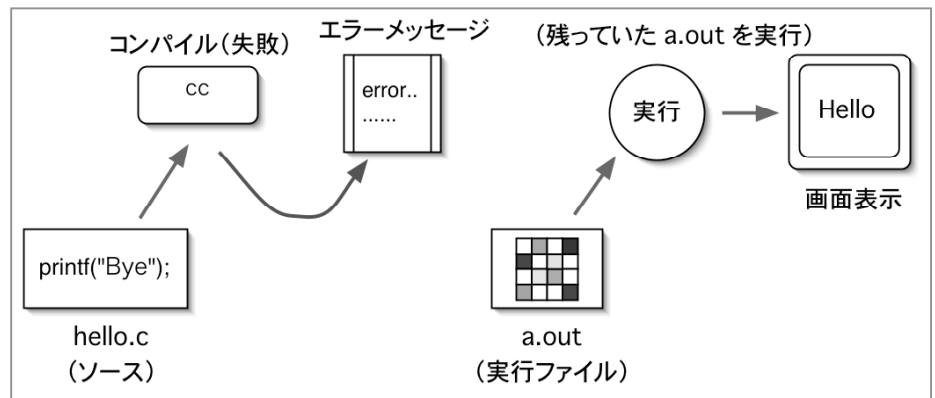 コンパイル（失敗）
cc
エラーメッセージ
error..
......
（残っていた a.out を実行）
実行
Hello
画面表示
printf("Bye");
hello.c
（ソース）
a.out
（実行ファイル）